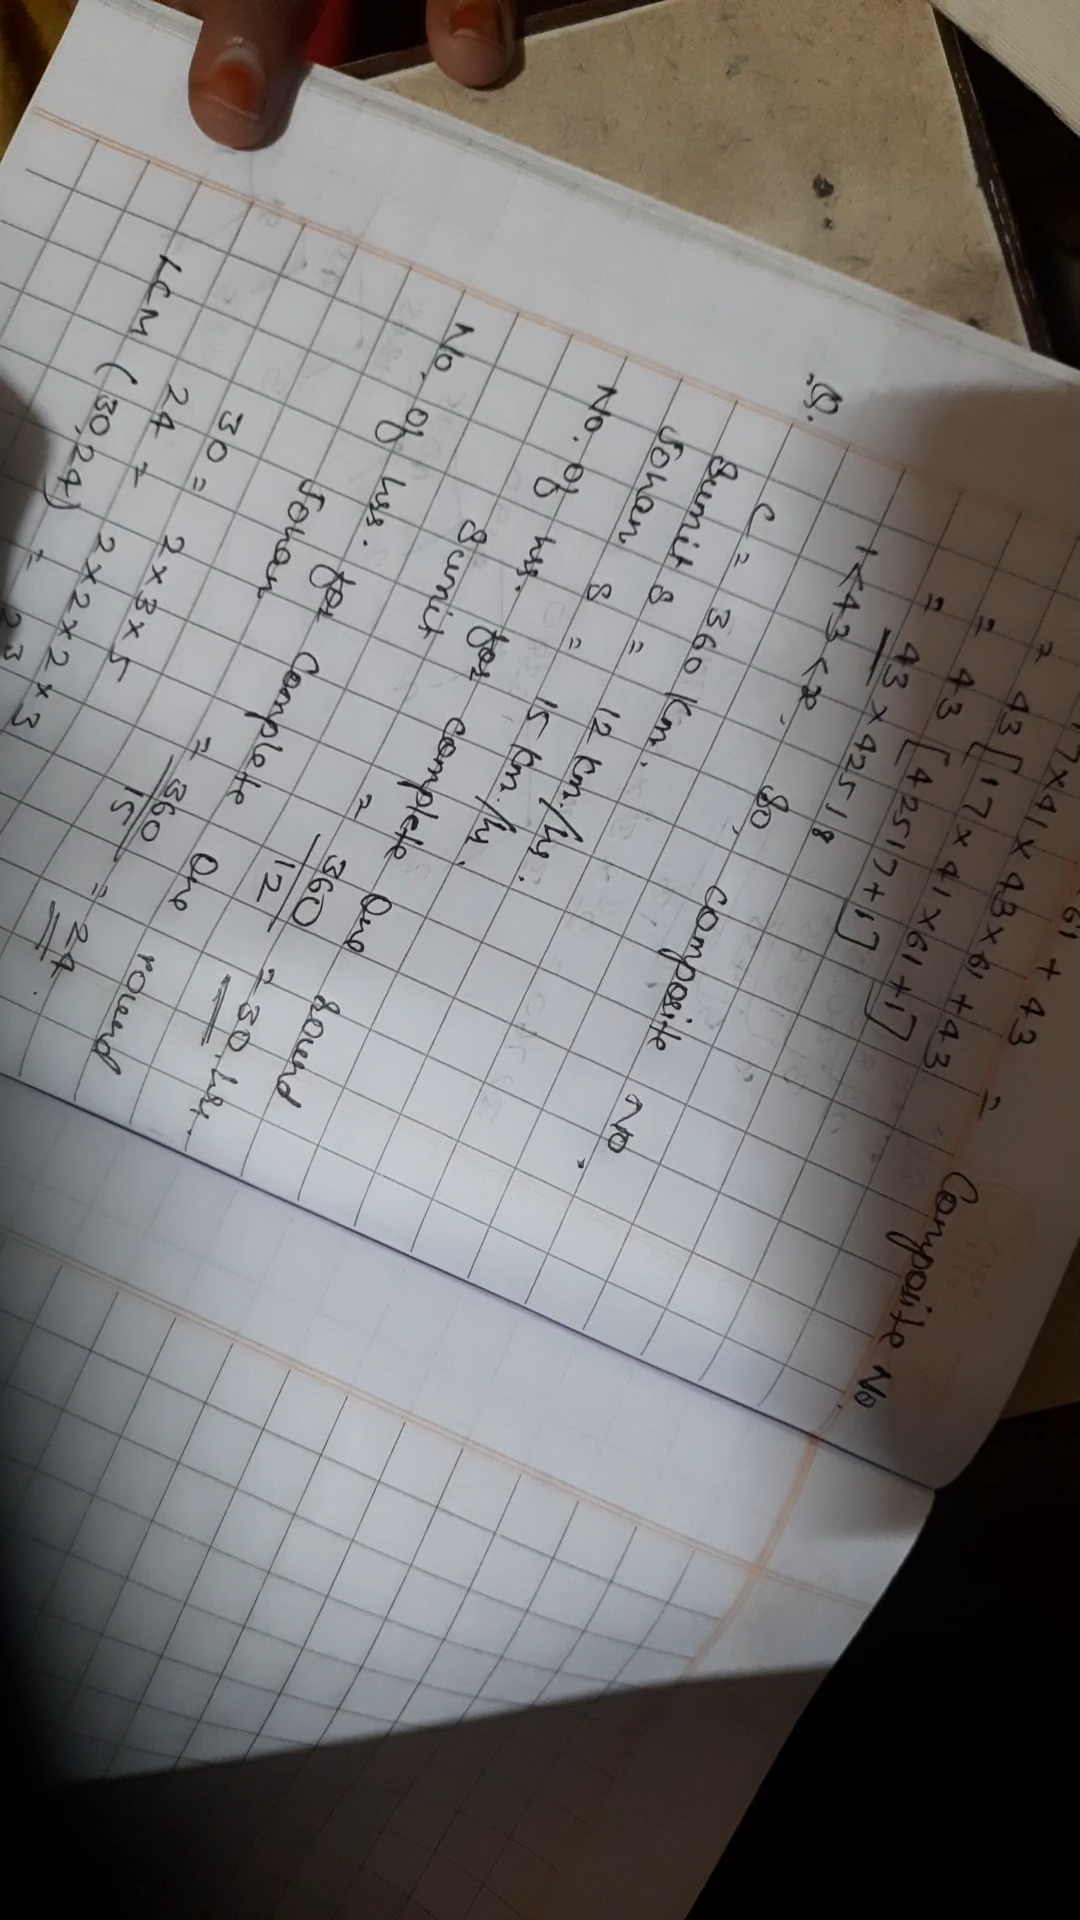 17 x 41 x 43 x 61 + 43 = Composite No.
= 43 [17 x 41 x 61 + 1]
= 43 [42517 + 1]
= 43 x 42518
1 < 43 < x. So, composite No.
Q.
C = 360 km.
Sumit S = 12 km./hr.
Sohan S = 15 km./hr.
No. Of hrs. for complete One Sound
Sumit = 360/12 = 30 hrs.
No. Of hrs. for complete One round
Sohan = 360/15 = 24
30 = 2 x 3 x 5
24 = 2 x 2 x 2 x 3
LCM (30, 24) = 23